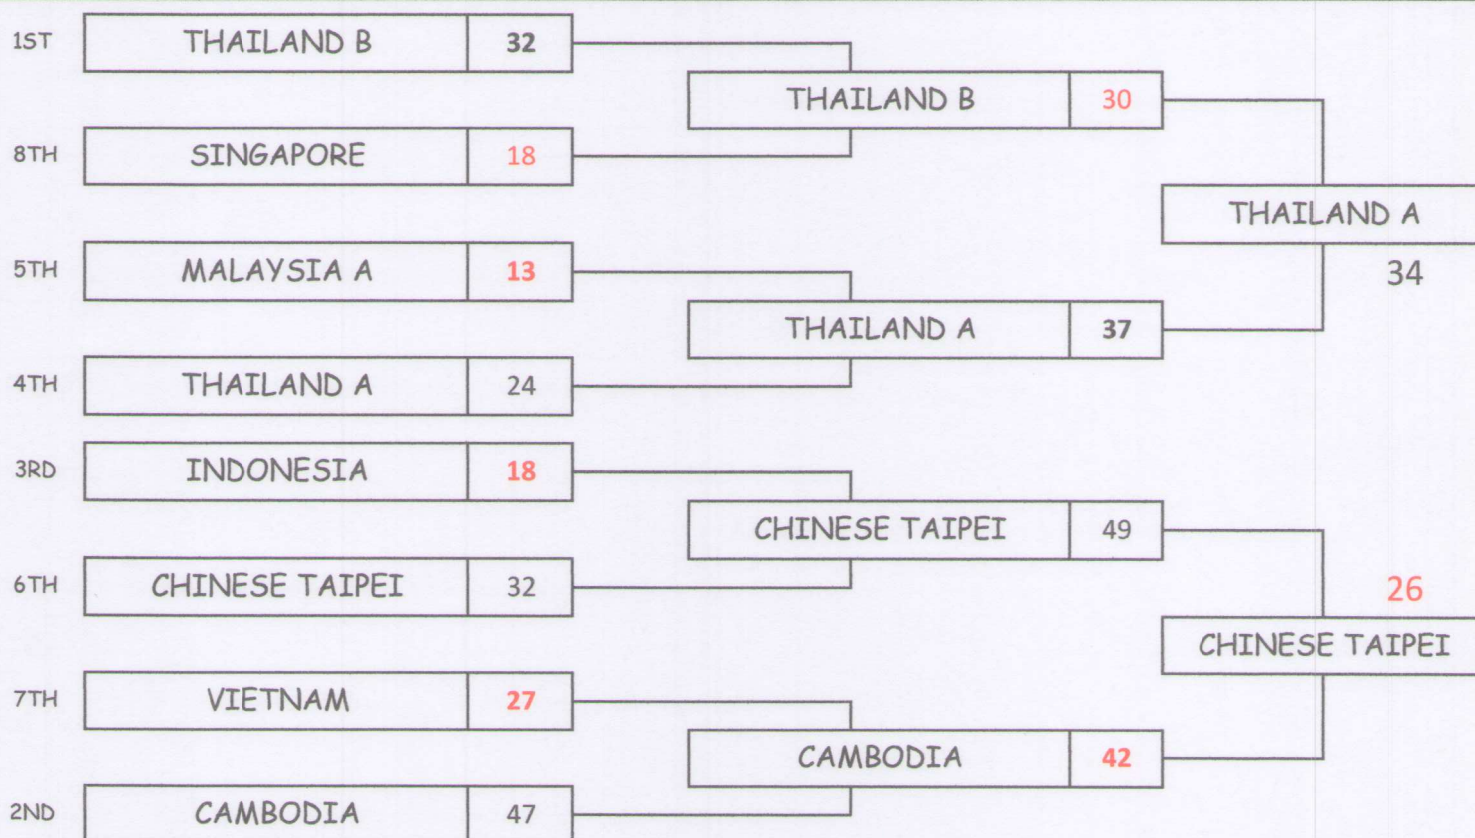 1ST THAILAND B 32
THAILAND B 30
8TH SINGAPORE 18
THAILAND A
34
5TH MALAYSIA A 13
THAILAND A 37
4TH THAILAND A 24
3RD INDONESIA 18
CHINESE TAIPEI 49
6TH CHINESE TAIPEI 32
26
CHINESE TAIPEI
7TH VIETNAM 27
CAMBODIA 42
2ND CAMBODIA 47